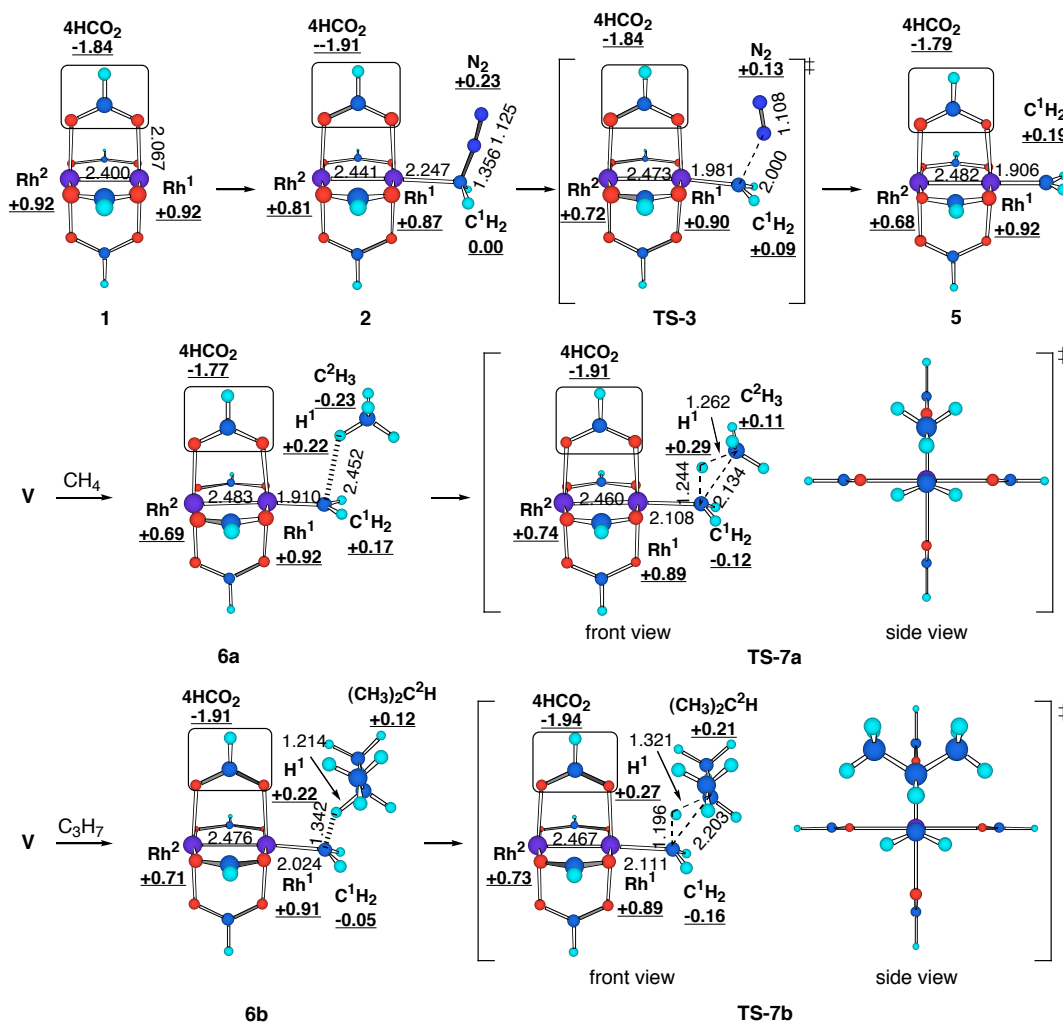 4HCO2
-1.84
2.067
2.400
Rh2
+0.92
Rh1
+0.92
1
4HCO2
--1.91
N2
+0.23
1.125
1.356
2.441
2.247
Rh2
+0.81
Rh1
+0.87
C1H2
0.00
2
4HCO2
-1.84
N2
+0.13
1.108
2.000
2.473
1.981
Rh2
+0.72
Rh1
+0.90
C1H2
+0.09
‡
TS-3
4HCO2
-1.79
C1H2
+0.19
2.482
1.906
Rh2
+0.68
Rh1
+0.92
5
V
CH4
4HCO2
-1.77
C2H3
-0.23
H1
+0.22
2.452
2.483
1.910
Rh2
+0.69
Rh1
+0.92
C1H2
+0.17
6a
4HCO2
-1.91
C2H3
+0.11
1.262
H1
+0.29
1.244
2.134
2.460
2.108
Rh2
+0.74
Rh1
+0.89
C1H2
-0.12
‡
front view
side view
TS-7a
V
C3H7
4HCO2
-1.91
(CH3)2C2H
+0.12
1.214
H1
+0.22
1.342
2.476
2.024
Rh2
+0.71
Rh1
+0.91
C1H2
-0.05
6b
4HCO2
-1.94
(CH3)2C2H
+0.21
1.321
H1
+0.27
1.196
2.203
2.467
2.111
Rh2
+0.73
Rh1
+0.89
C1H2
-0.16
‡
front view
side view
TS-7b